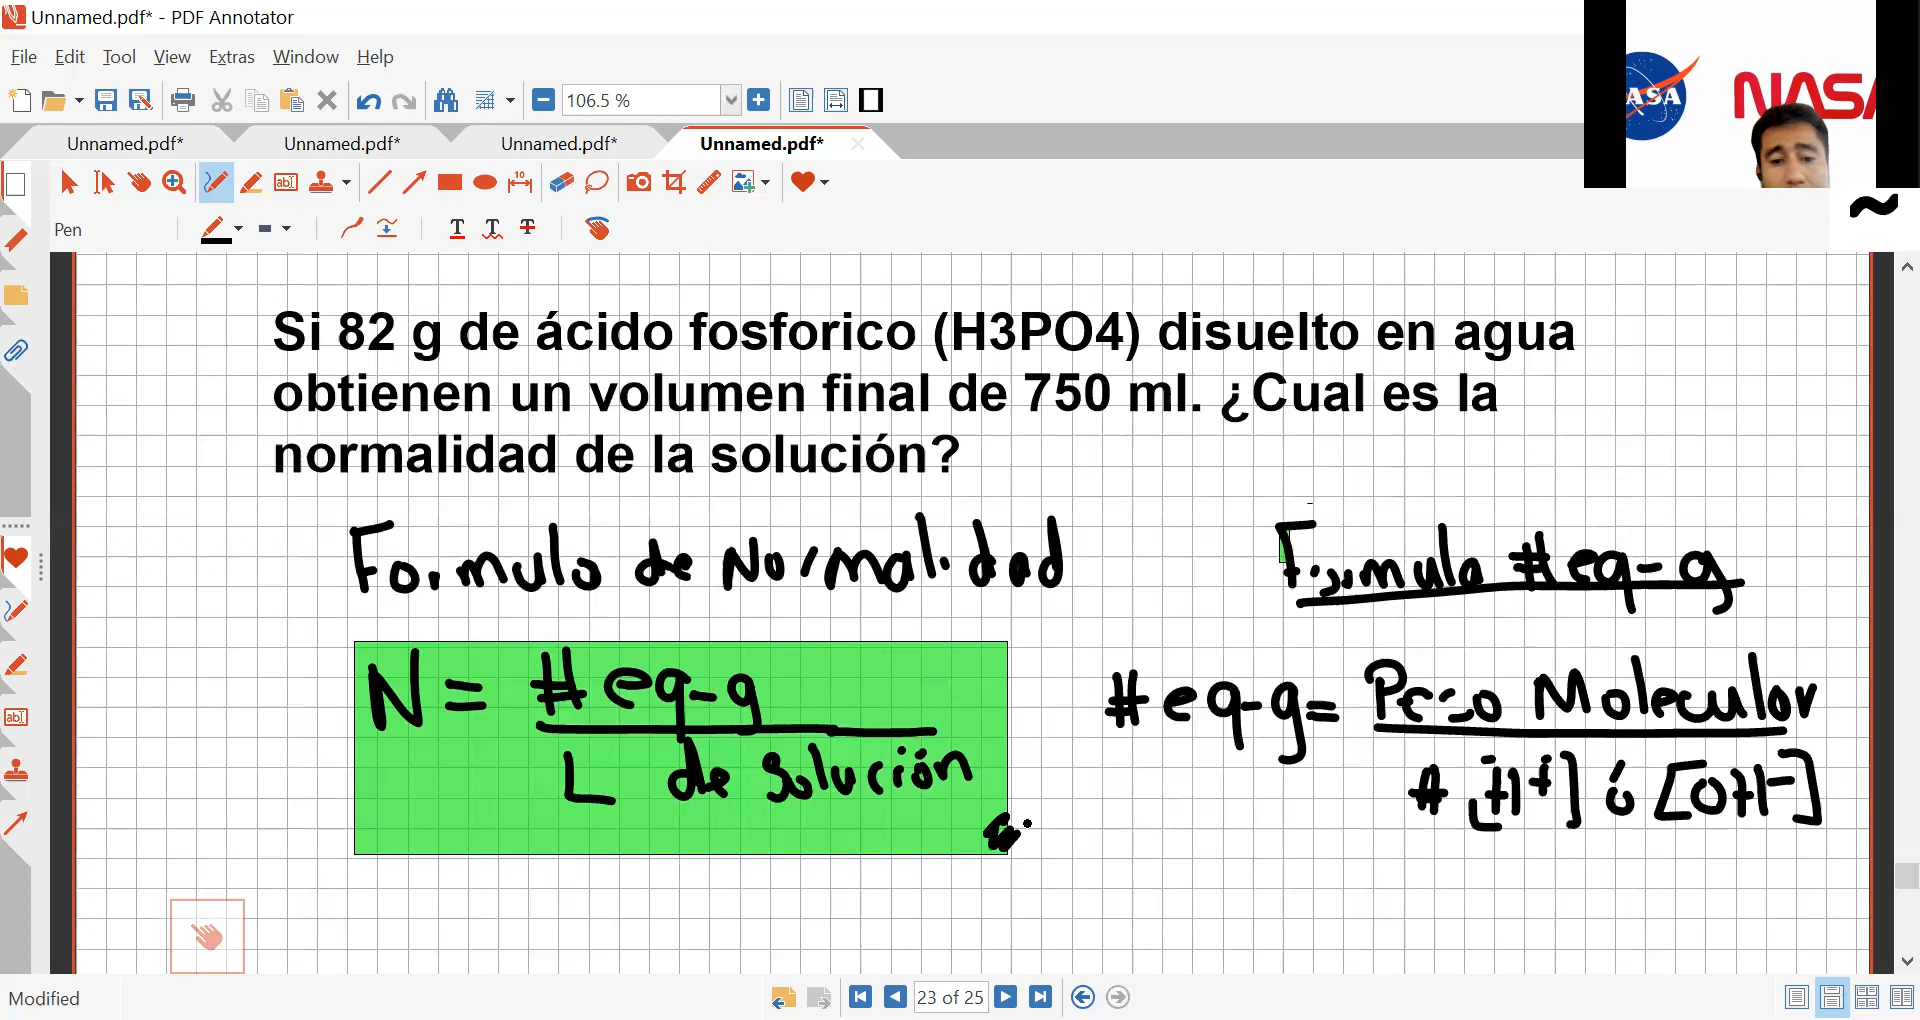 Unnamed.pdf* - PDF Annotator
File Edit Tool View Extras Window Help
106.5 %
Unnamed.pdf* Unnamed.pdf* Unnamed.pdf* Unnamed.pdf*
Pen
NASA
Si 82 g de ácido fosforico (H3PO4) disuelto en agua
obtienen un volumen final de 750 ml. ¿Cual es la
normalidad de la solución?
Formula de Normalidad
Formula #eq-g
N = #eq-g
L de solución
#eq-g= Peso Molecular
# [H+] ó [OH-]
Modified
23 of 25